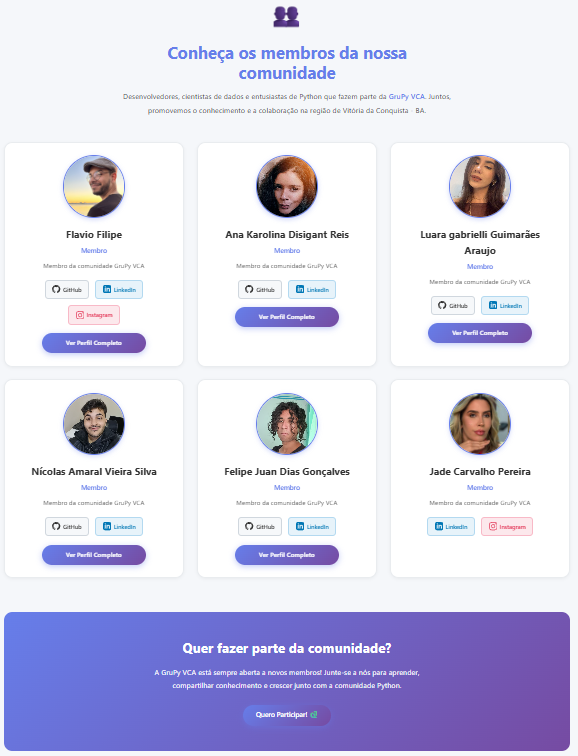 Conheça os membros da nossa
comunidade
Desenvolvedores, cientistas de dados e entusiastas de Python que fazem parte da GruPy VCA. Juntos,
promovemos o conhecimento e a colaboração na região de Vitória da Conquista - BA.
Flavio Filipe
Membro
Membro da comunidade GruPy VCA
GitHub
LinkedIn
Instagram
Ver Perfil Completo
Ana Karolina Disigant Reis
Membro
Membro da comunidade GruPy VCA
GitHub
LinkedIn
Ver Perfil Completo
Luara gabrielli Guimarães
Araujo
Membro
Membro da comunidade GruPy VCA
GitHub
LinkedIn
Ver Perfil Completo
Nícolas Amaral Vieira Silva
Membro
Membro da comunidade GruPy VCA
GitHub
LinkedIn
Ver Perfil Completo
Felipe Juan Dias Gonçalves
Membro
Membro da comunidade GruPy VCA
GitHub
LinkedIn
Ver Perfil Completo
Jade Carvalho Pereira
Membro
Membro da comunidade GruPy VCA
LinkedIn
Instagram
Quer fazer parte da comunidade?
A GruPy VCA está sempre aberta a novos membros! Junte-se a nós para aprender,
compartilhar conhecimento e crescer junto com a comunidade Python.
Quero Participar!